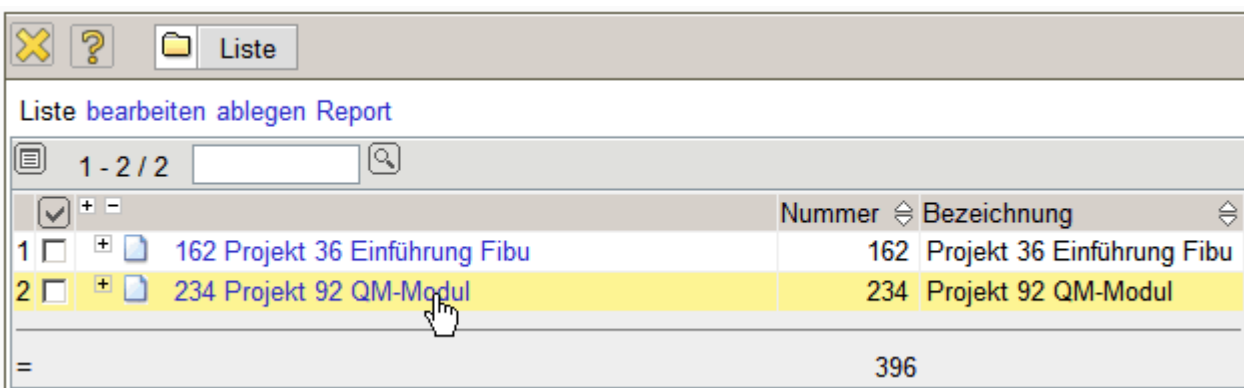 Liste
Liste bearbeiten ablegen Report
1 - 2 / 2
Nummer Bezeichnung
1 162 Projekt 36 Einführung Fibu 162 Projekt 36 Einführung Fibu
2 234 Projekt 92 QM-Modul 234 Projekt 92 QM-Modul
= 396